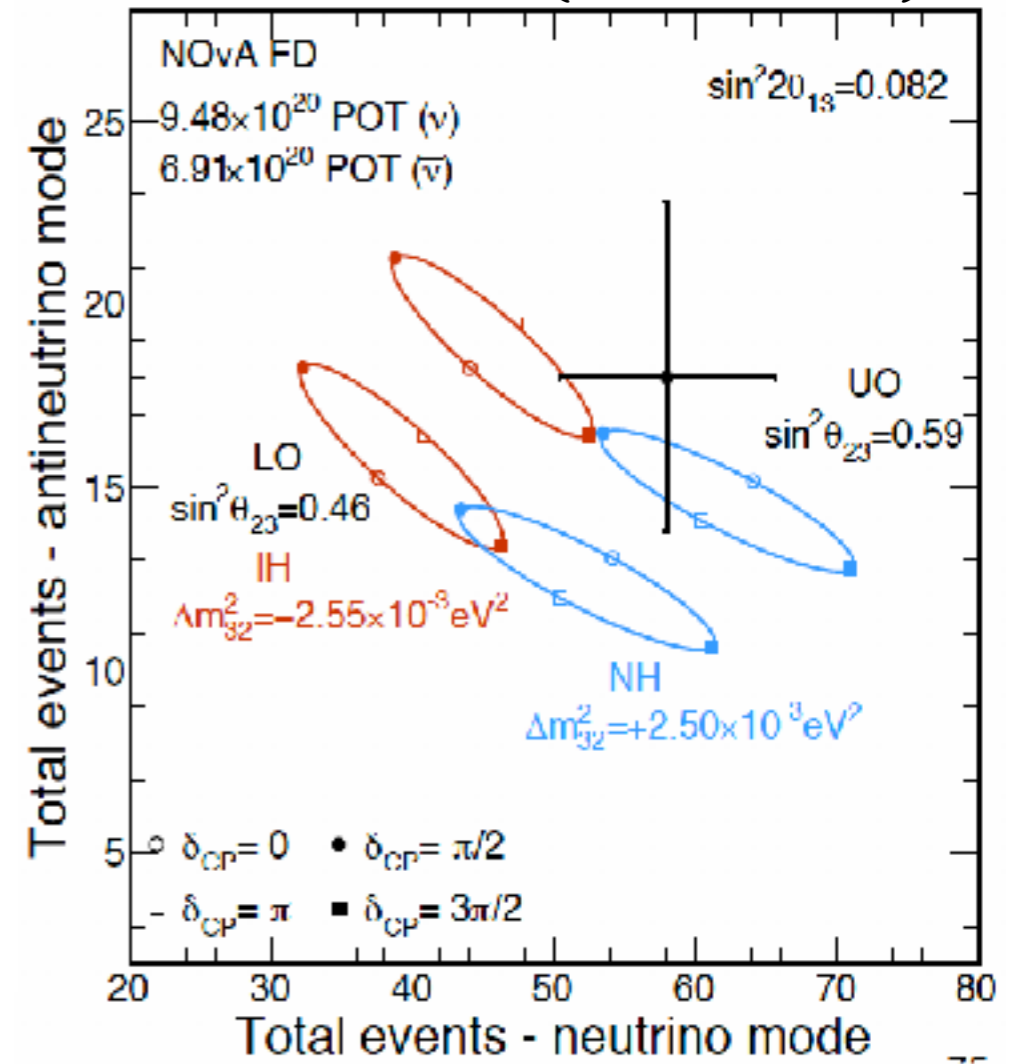 NOvA FD
sin²2θ₁₃=0.082
9.48×10²⁰ POT (ν)
6.91×10²⁰ POT (ν̅)
UO
sin²θ₂₃=0.59
LO
sin²θ₂₃=0.46
IH
Δm²₃₂=−2.55×10⁻³eV²
NH
Δm²₃₂=+2.50×10⁻³eV²
δCP= 0
δCP= π/2
δCP= π
δCP= 3π/2
25
20
15
10
5
Total events - antineutrino mode
20 30 40 50 60 70 80
Total events - neutrino mode